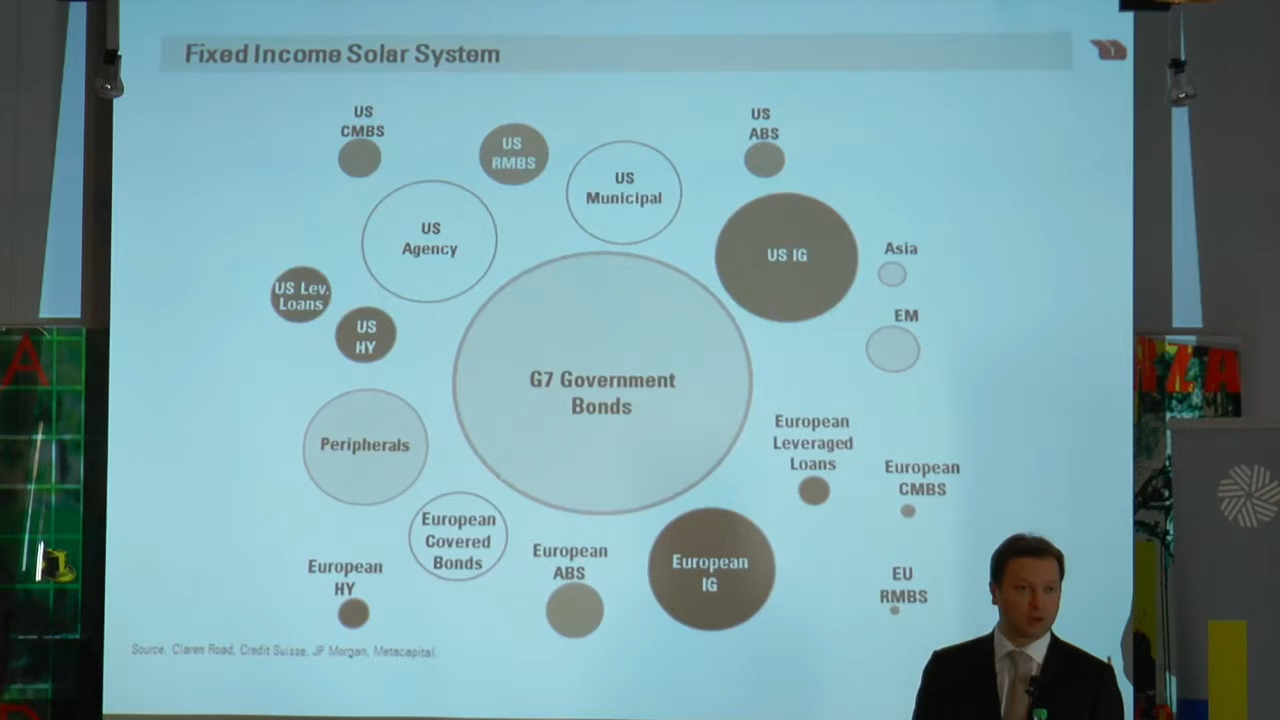 Fixed Income Solar System
US
CMBS
US
RMBS
US
Municipal
US
ABS
US
Agency
US IG
Asia
US Lev.
Loans
US
HY
EM
G7 Government
Bonds
Peripherals
European
Leveraged
Loans
European
CMBS
European
Covered
Bonds
European
HY
European
ABS
European
IG
EU
RMBS
Source. Claren Road, Credit Suisse, JP Morgan, Metacapital.
A